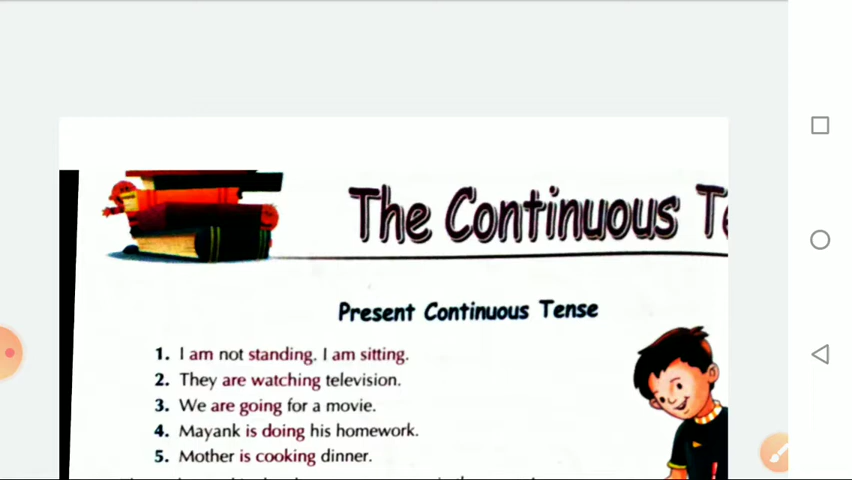 The Continuous
Present Continuous Tense
1. I am not standing. I am sitting.
2. They are watching television.
3. We are going for a movie.
4. Mayank is doing his homework.
5. Mother is cooking dinner.